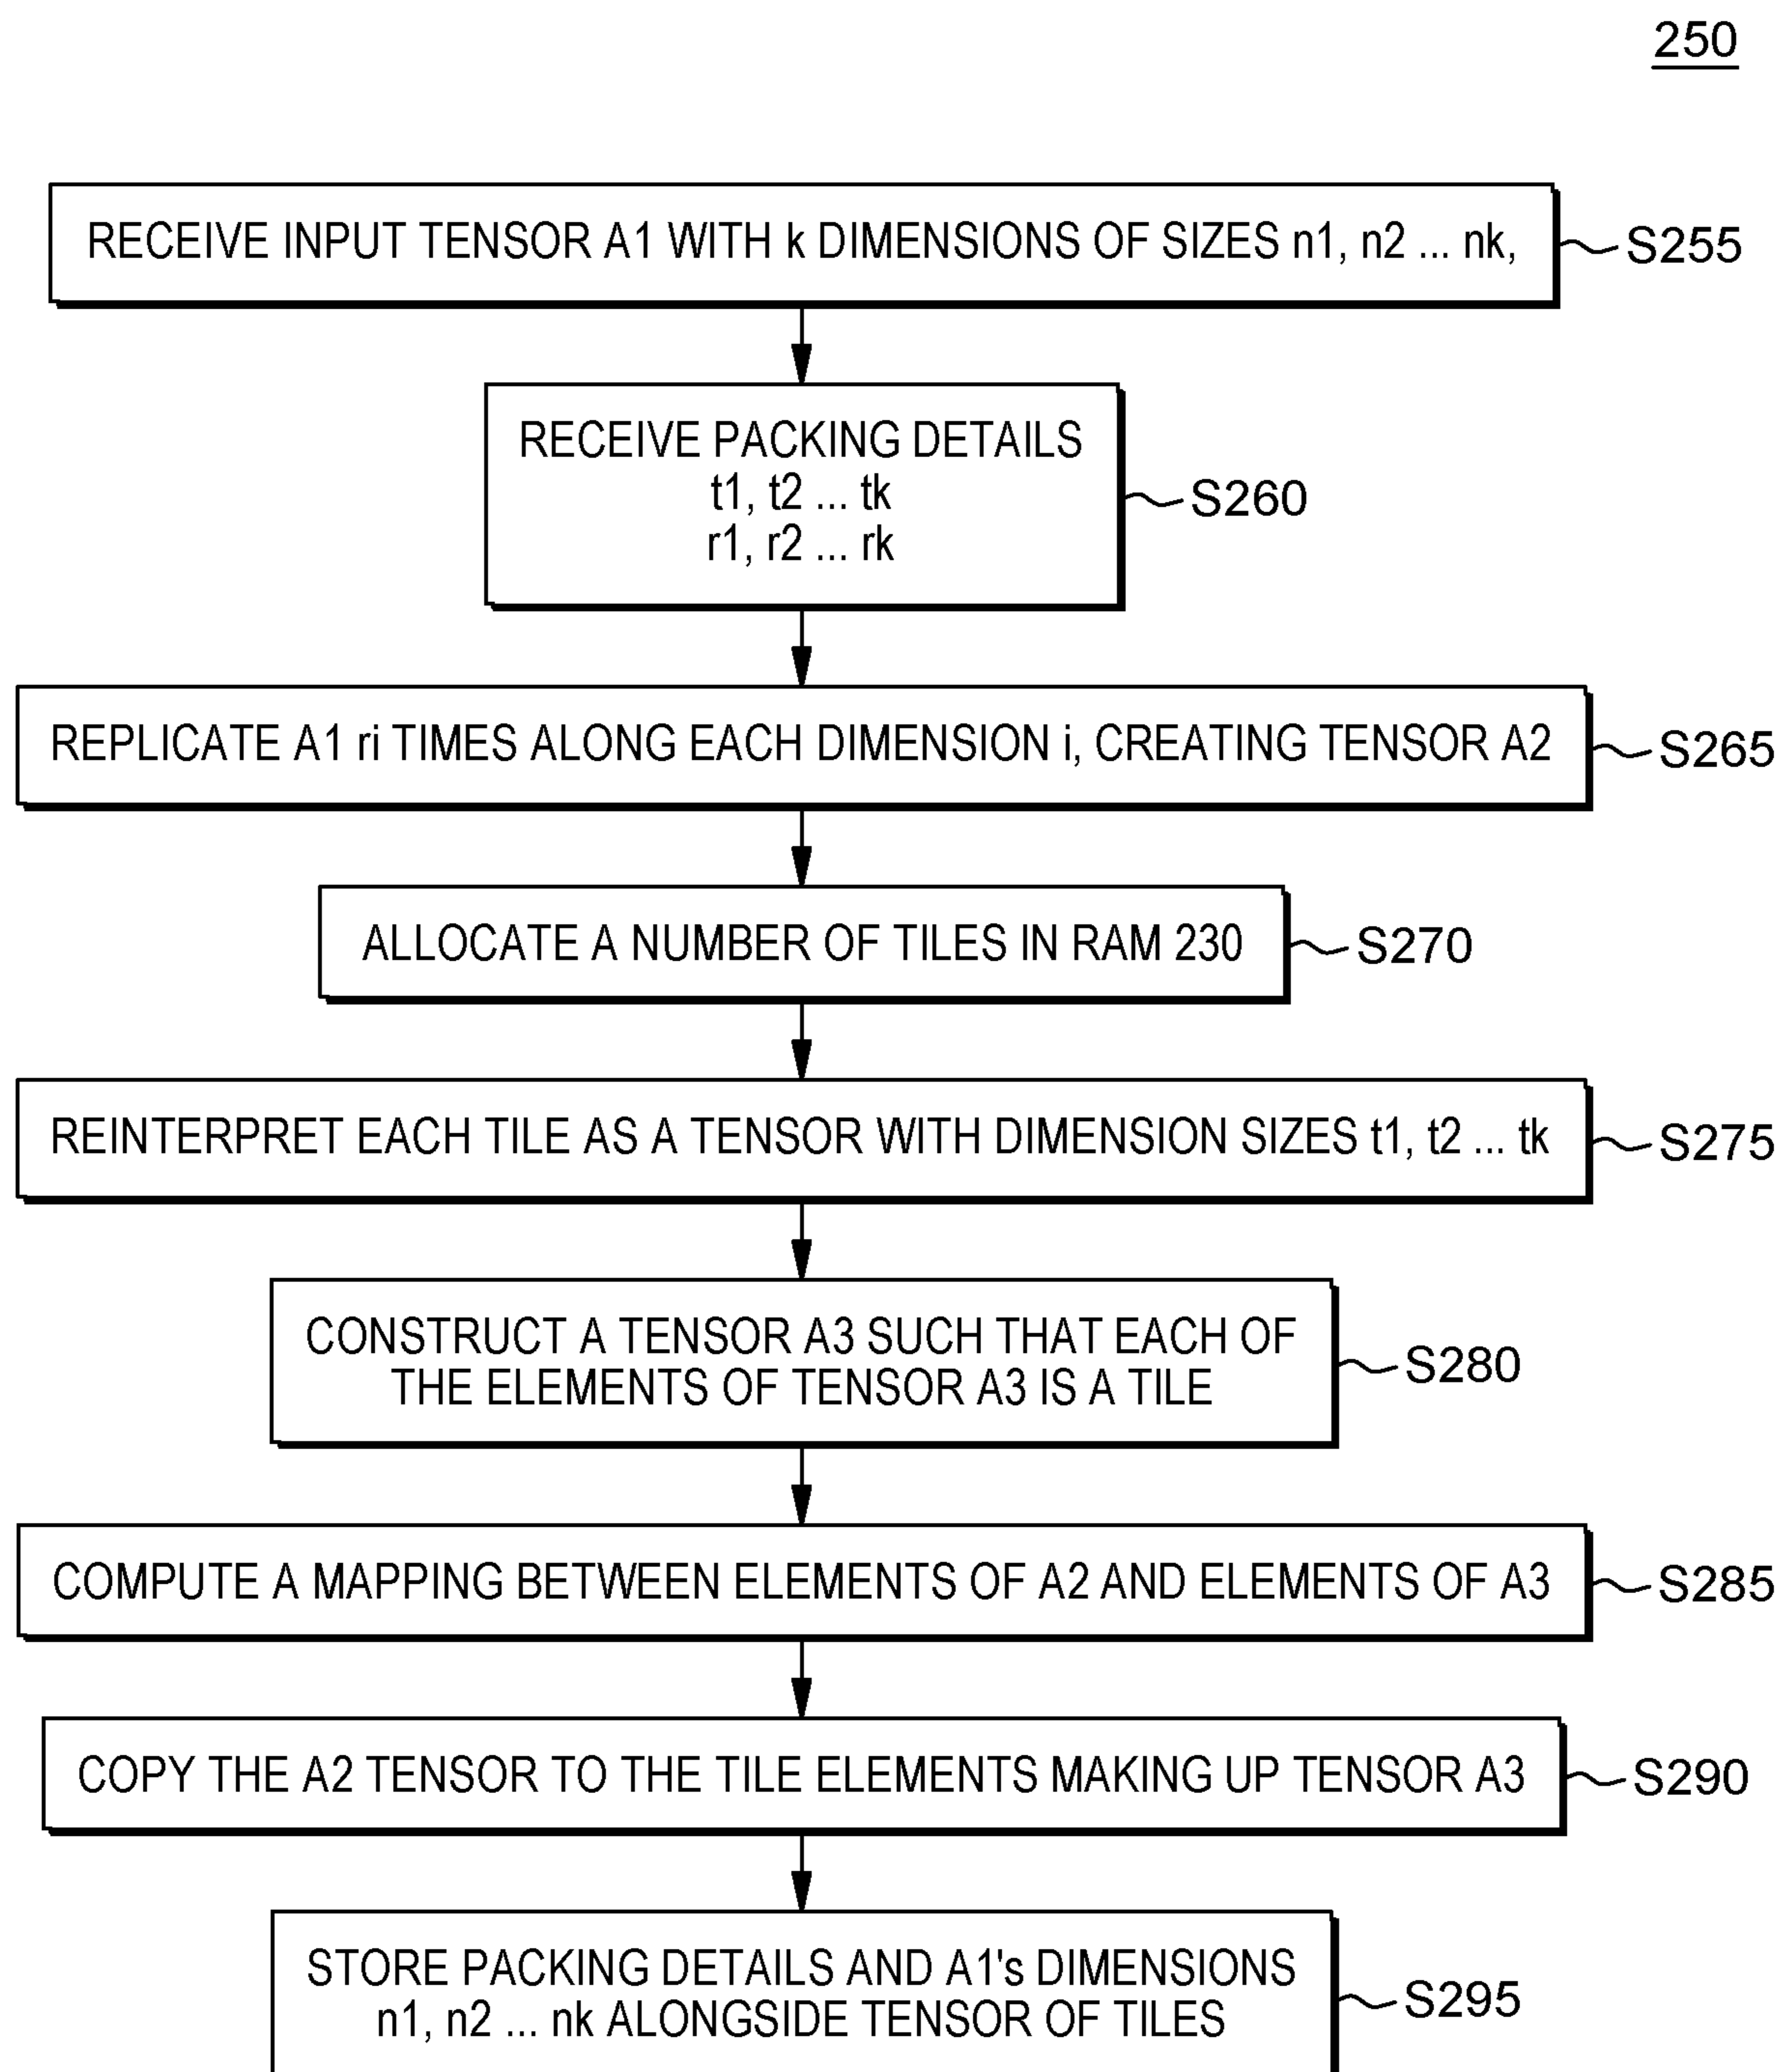 250
RECEIVE INPUT TENSOR A1 WITH k DIMENSIONS OF SIZES n1, n2 ... nk,
S255
RECEIVE PACKING DETAILS
t1, t2 ... tk
r1, r2 ... rk
S260
REPLICATE A1 ri TIMES ALONG EACH DIMENSION i, CREATING TENSOR A2
S265
ALLOCATE A NUMBER OF TILES IN RAM 230
S270
REINTERPRET EACH TILE AS A TENSOR WITH DIMENSION SIZES t1, t2 ... tk
S275
CONSTRUCT A TENSOR A3 SUCH THAT EACH OF
THE ELEMENTS OF TENSOR A3 IS A TILE
S280
COMPUTE A MAPPING BETWEEN ELEMENTS OF A2 AND ELEMENTS OF A3
S285
COPY THE A2 TENSOR TO THE TILE ELEMENTS MAKING UP TENSOR A3
S290
STORE PACKING DETAILS AND A1's DIMENSIONS
n1, n2 ... nk ALONGSIDE TENSOR OF TILES
S295